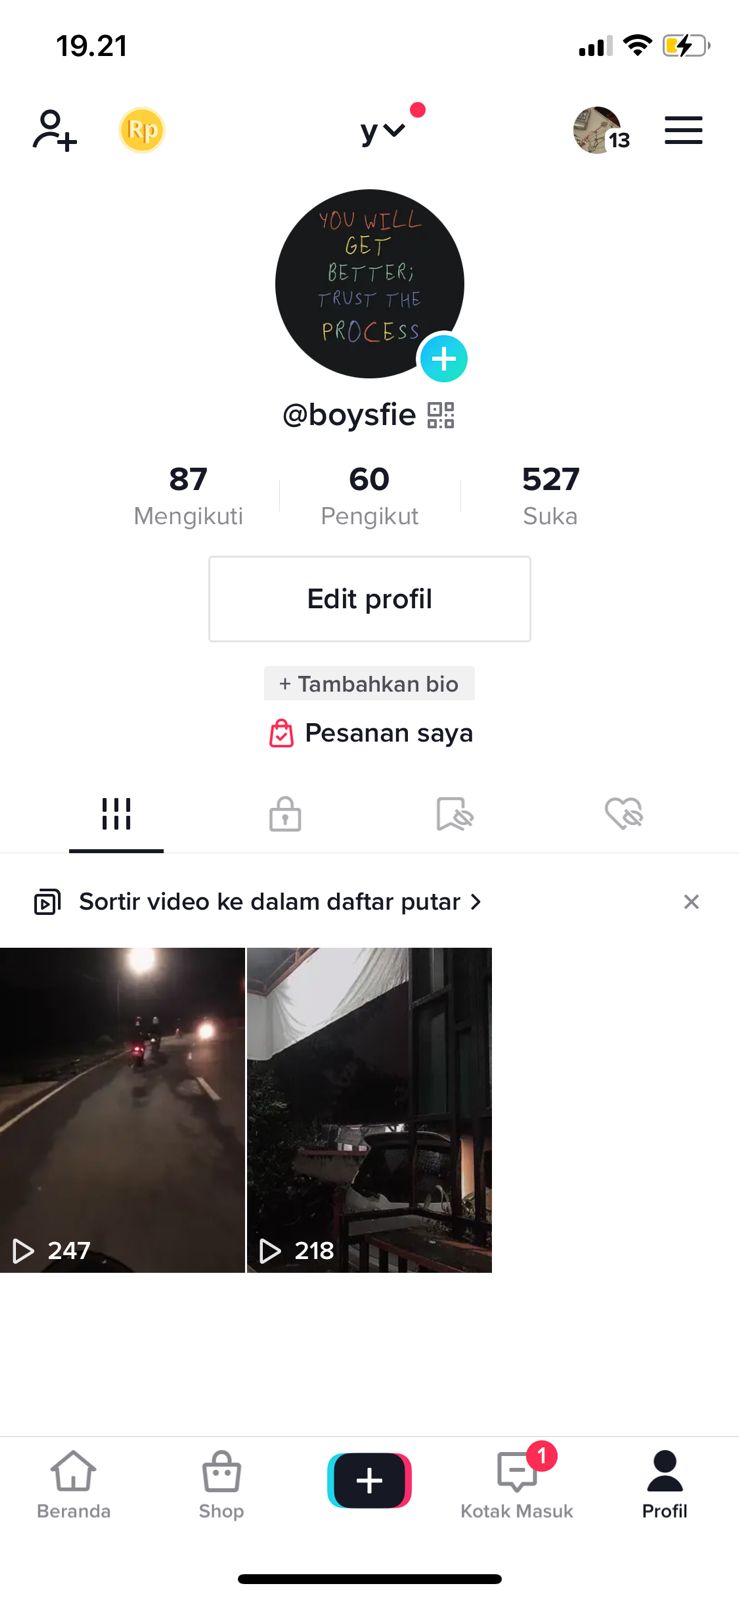 19.21
Rp
y
13
YOU WILL
GET
BETTER;
TRUST THE
PROCESS
@boysfie
87
Mengikuti
60
Pengikut
527
Suka
Edit profil
+ Tambahkan bio
Pesanan saya
Sortir video ke dalam daftar putar >
247
218
1
Beranda
Shop
Kotak Masuk
Profil